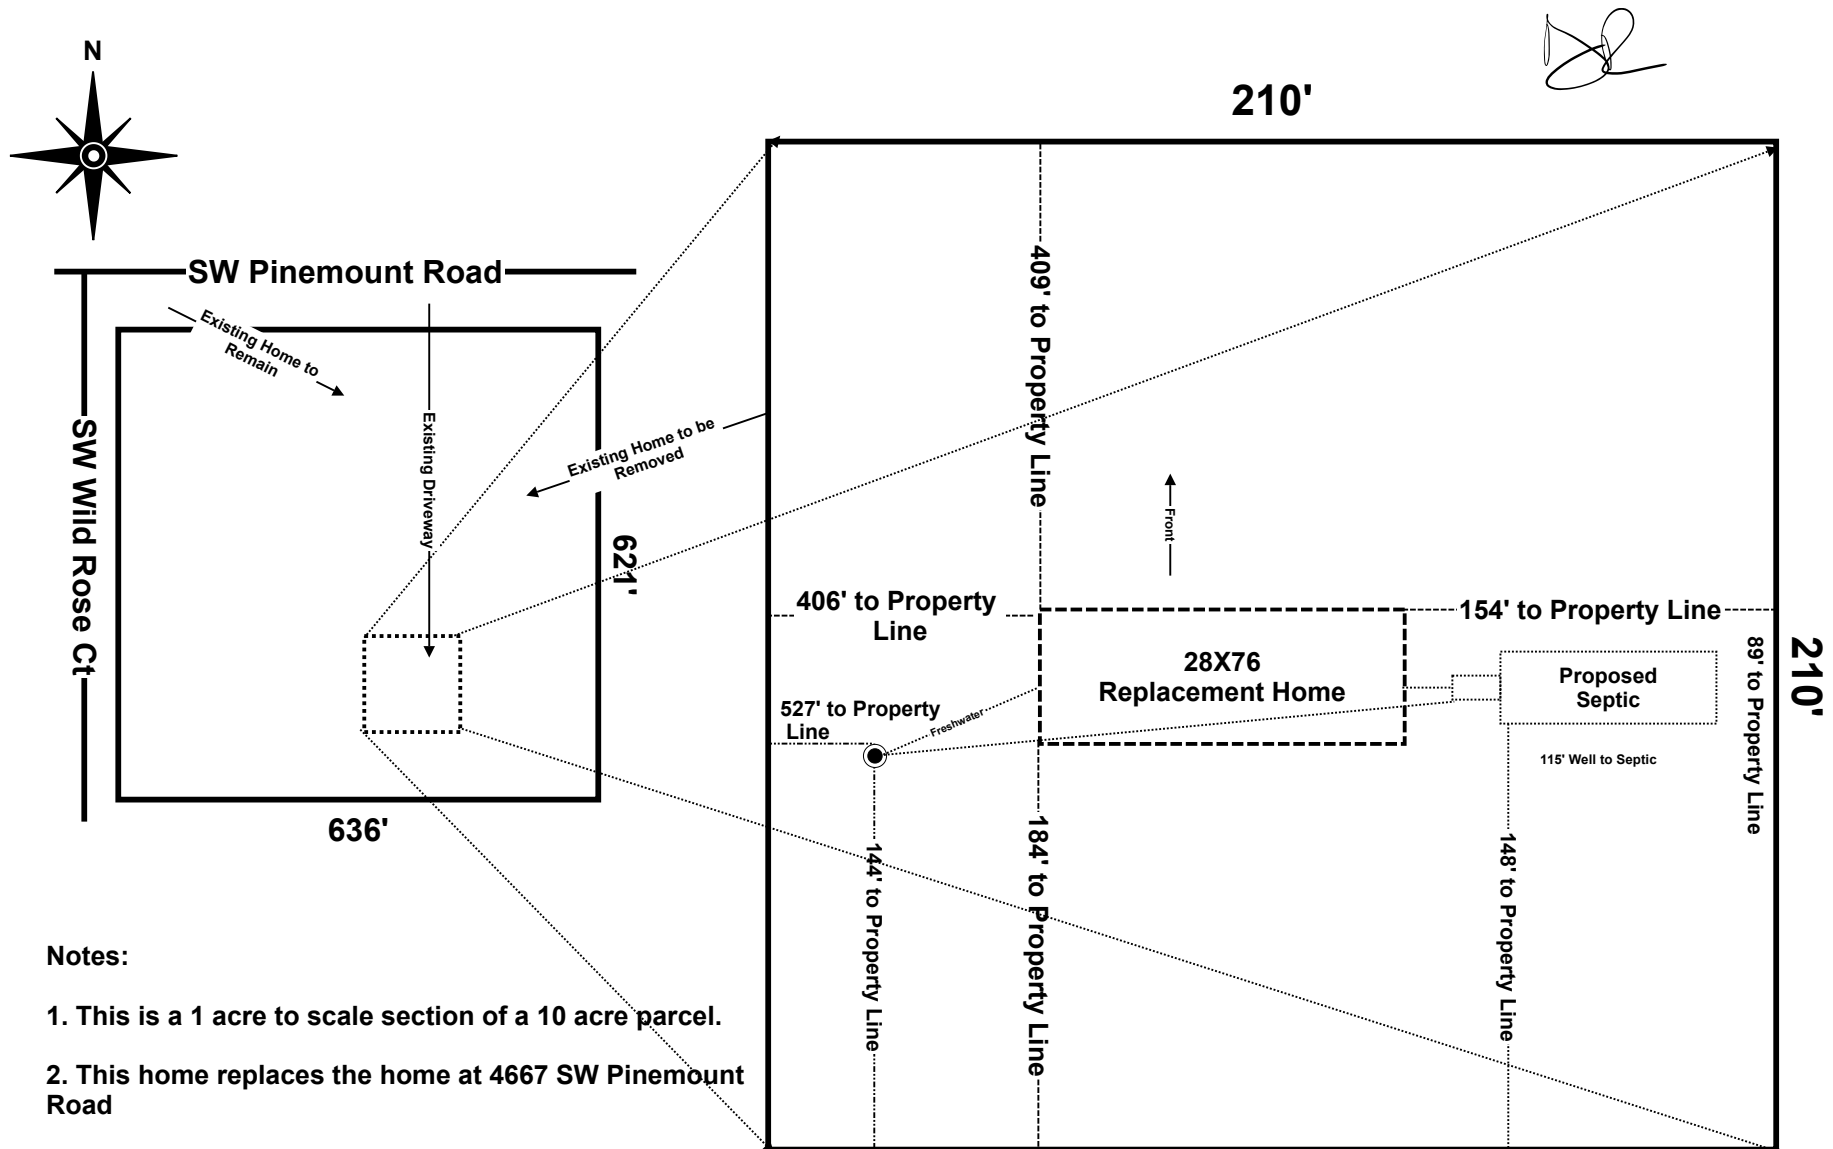 N
210'
SW Pinemount Road
Existing Home to
Remain
SW Wild Rose Ct
Existing Driveway
Existing Home to be
Removed
621'
636'
409' to Property Line
Front
406' to Property
Line
154' to Property Line
28X76
Replacement Home
Proposed
Septic
89' to Property Line
210'
527' to Property
Line
Freshwater
115' Well to Septic
144' to Property Line
184' to Property Line
148' to Property Line
Notes:
1. This is a 1 acre to scale section of a 10 acre parcel.
2. This home replaces the home at 4667 SW Pinemount
Road